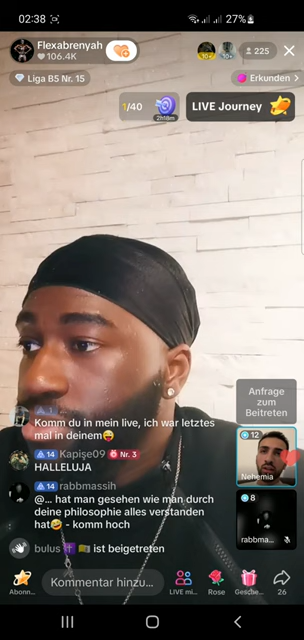 02:38
27%
Flexabrenyah
106.4K
225
Liga B5 Nr. 15
Erkunden >
1/40
2h18m
LIVE Journey
Anfrage
zum
Beitreten
12
Nehemia
8
rabbma...
Komm du in mein live, ich war letztes
mal in deinem😜
14 Kapise09 Nr. 3
HALLELUJA
14 rabbmassih
@... hat man gesehen wie man durch
deine philosophie alles verstanden
hat🤣 - komm hoch
bulus✝️ ist beigetreten
Kommentar hinzu...
Abonn...
LIVE mi...
Rose
Gesche...
26